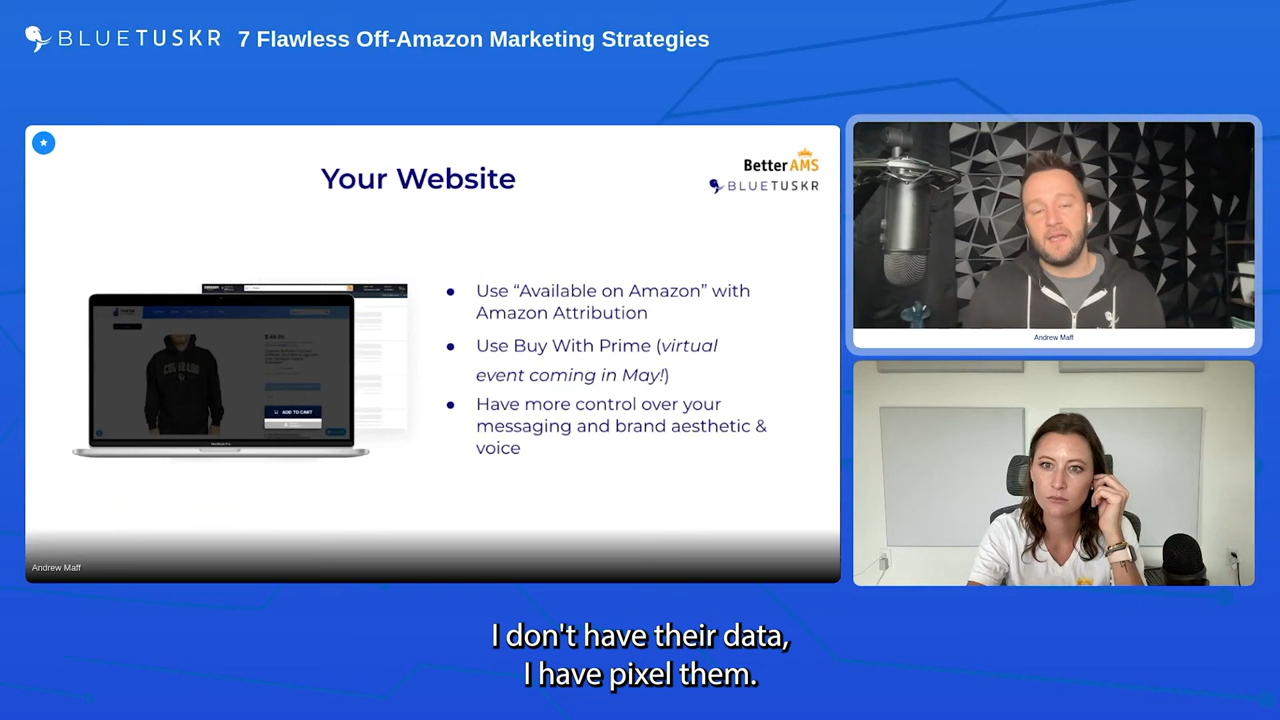 BLUETUSKR 7 Flawless Off-Amazon Marketing Strategies
Your Website
BetterAMS
BLUETUSKR
● Use “Available on Amazon” with
Amazon Attribution
● Use Buy With Prime (virtual
event coming in May!)
● Have more control over your
messaging and brand aesthetic &
voice
ADD TO CART
Andrew Maff
Andrew Maff
I don't have their data,
I have pixel them.